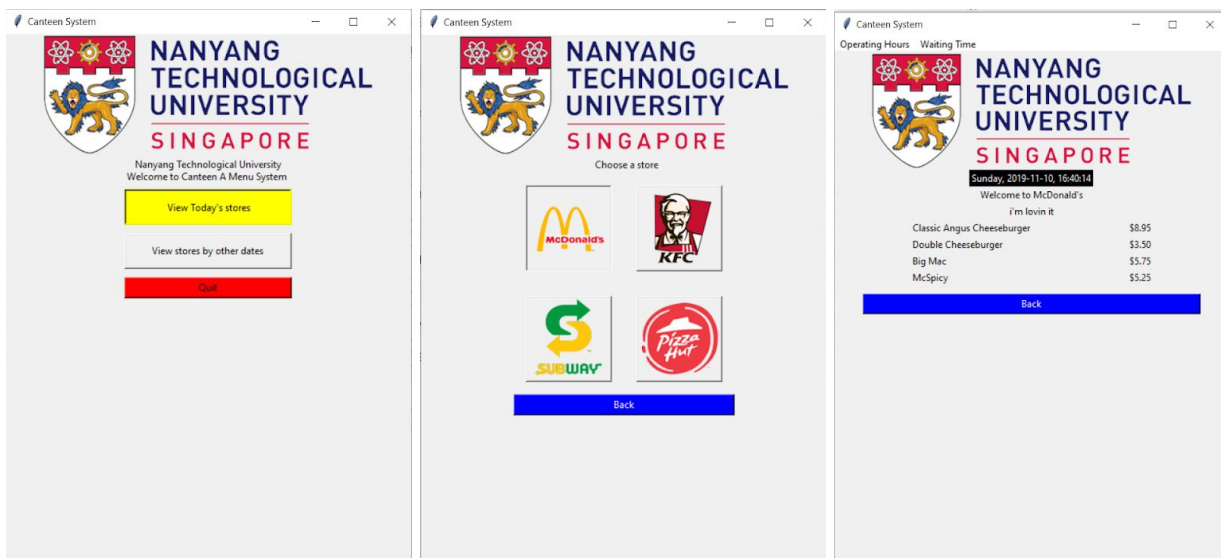 Canteen System
NANYANG
TECHNOLOGICAL
UNIVERSITY
SINGAPORE
Nanyang Technological University
Welcome to Canteen A Menu System
View Today's stores
View stores by other dates
Quit
Canteen System
NANYANG
TECHNOLOGICAL
UNIVERSITY
SINGAPORE
Choose a store
McDonald's
KFC
SUBWAY
Pizza
Hut
Back
Canteen System
Operating Hours Waiting Time
NANYANG
TECHNOLOGICAL
UNIVERSITY
SINGAPORE
Sunday, 2019-11-10, 16:40:14
Welcome to McDonald's
i'm lovin it
Classic Angus Cheeseburger $8.95
Double Cheeseburger $3.50
Big Mac $5.75
McSpicy $5.25
Back